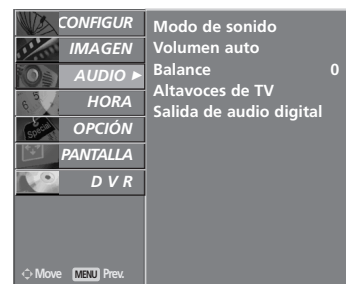 CONFIGUR
IMAGEN
AUDIO ►
HORA
OPCIÓN
PANTALLA
D V R
Move MENU Prev.
Modo de sonido
Volumen auto
Balance 0
Altavoces de TV
Salida de audio digital